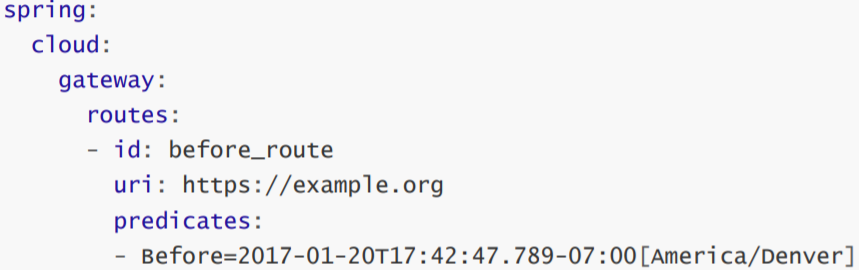 spring:
  cloud:
    gateway:
      routes:
      - id: before_route
        uri: https://example.org
        predicates:
        - Before=2017-01-20T17:42:47.789-07:00[America/Denver]